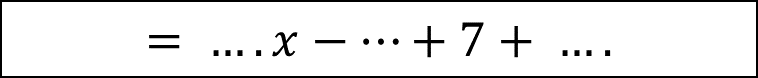 = ... . x − ⋯ + 7 + ... .